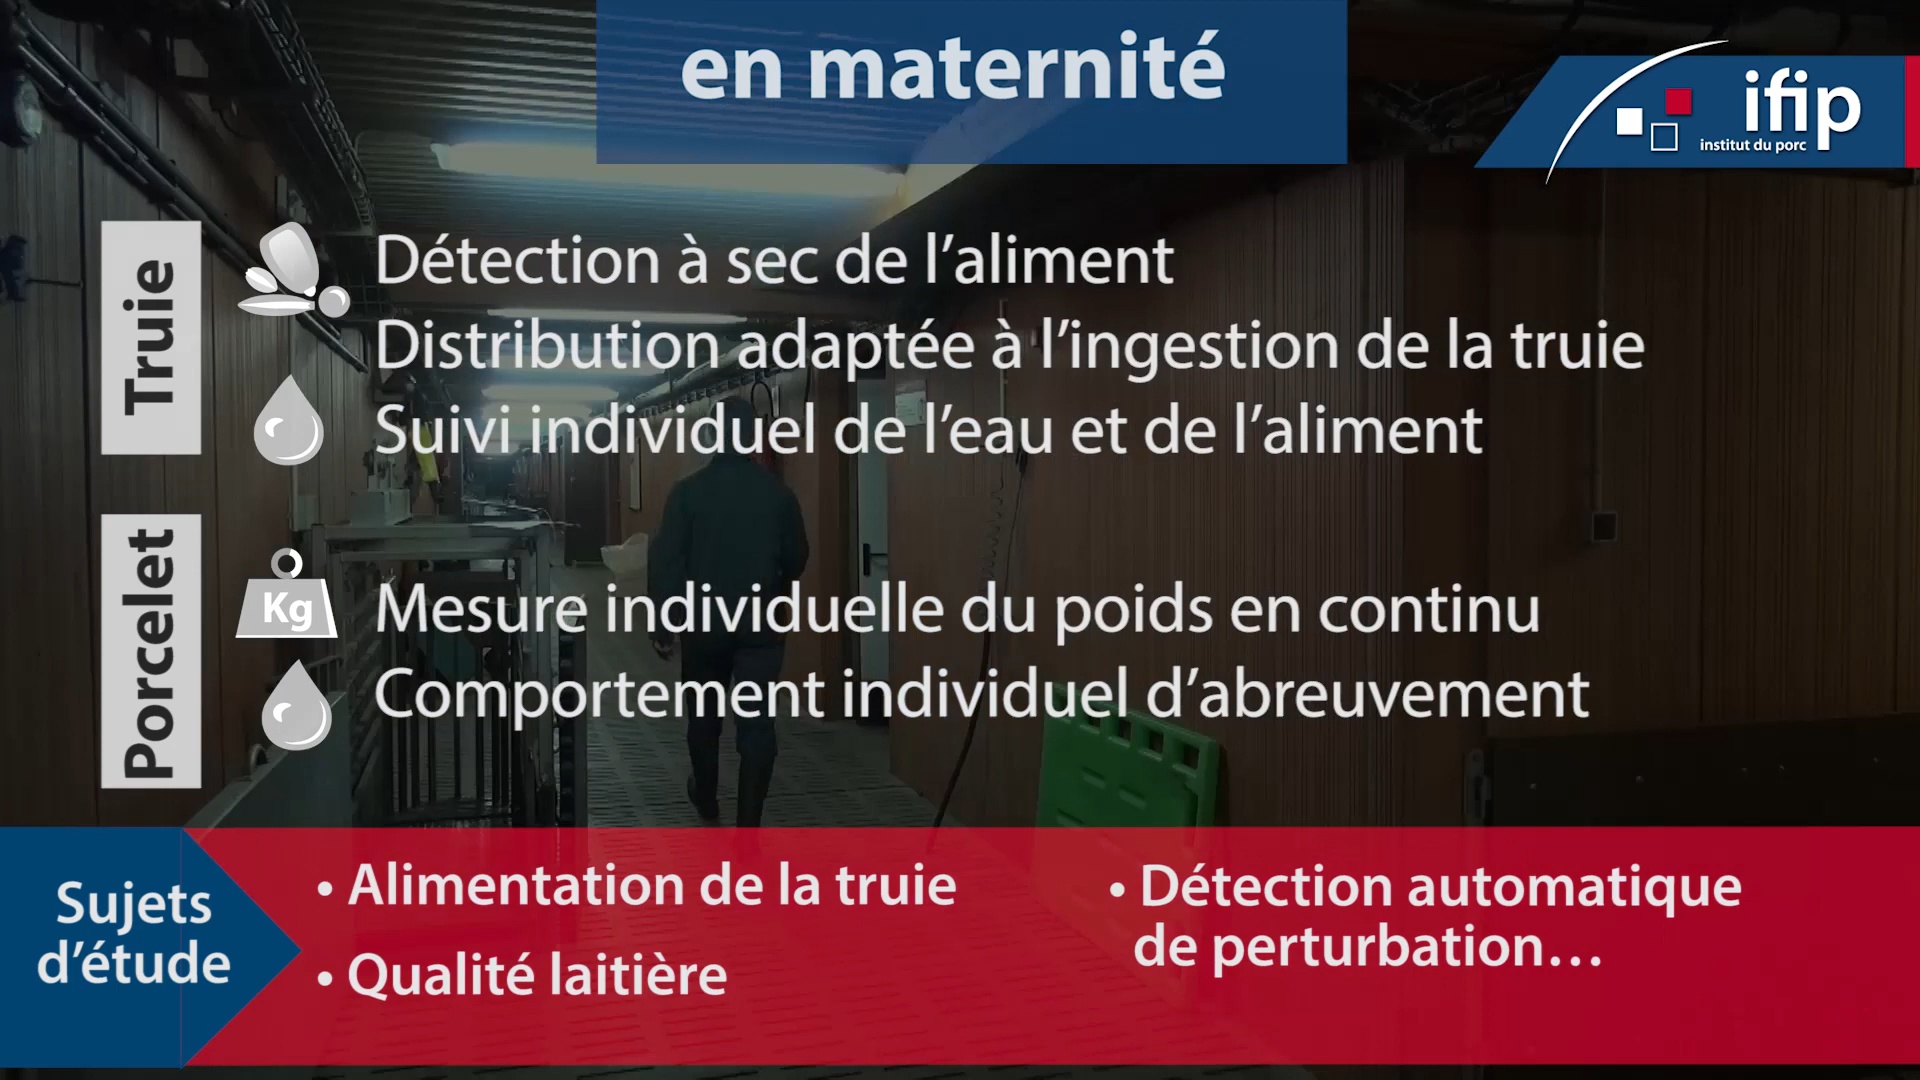 en maternité
ifip
institut du porc
Truie
Détection à sec de l’aliment
Distribution adaptée à l’ingestion de la truie
Suivi individuel de l’eau et de l’aliment
Porcelet
Kg
Mesure individuelle du poids en continu
Comportement individuel d’abreuvement
Sujets
d’étude
• Alimentation de la truie
• Qualité laitière
• Détection automatique
de perturbation…